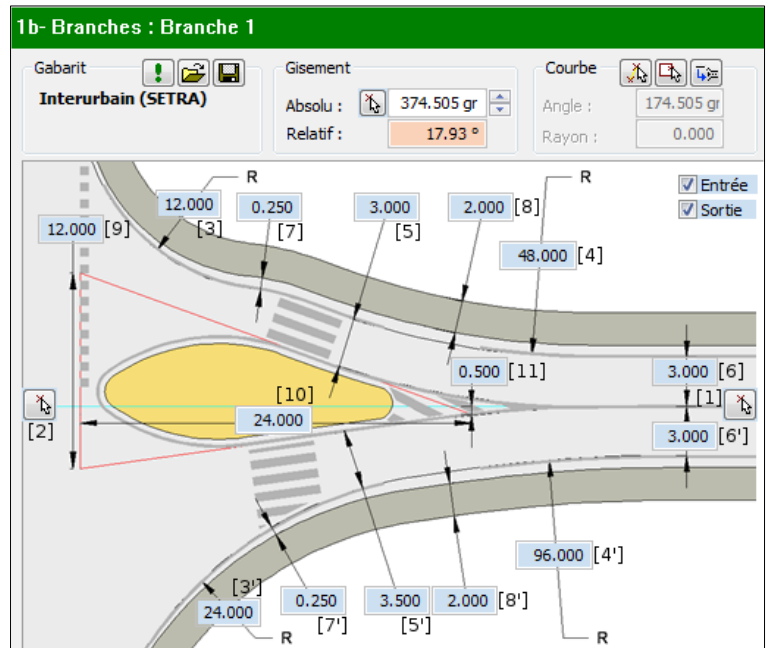 1b- Branches : Branche 1
Gabarit
Interurbain (SETRA)
Gisement
Absolu : 374.505 gr
Relatif : 17.93 °
Courbe
Angle : 174.505 gr
Rayon : 0.000
R R Entrée
12.000 0.250 3.000 2.000 [8] Sortie
12.000 [9] [3] [7] [5]
48.000 [4]
0.500 [11] 3.000 [6]
[10] [1]
24.000
[2] 3.000 [6']
96.000 [4']
[3'] 0.250 3.500 2.000 [8']
24.000 [7'] [5']
R R